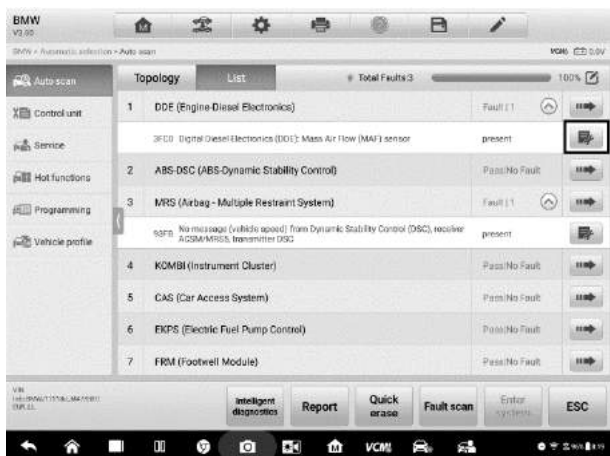 BMW
V3.00
BMW > Automatic selection > Auto scan
VCMI 0.0V
Auto scan
Topology
List
Total Faults:3
100%
Control unit
1 DDE (Engine-Diesel Electronics)
Fault | 1
3FC0 Digital Diesel Electronics (DDE): Mass Air Flow (MAF) sensor
present
Service
2 ABS-DSC (ABS-Dynamic Stability Control)
Pass|No Fault
Hot functions
3 MRS (Airbag - Multiple Restraint System)
Fault | 1
Programming
No message (vehicle speed) from Dynamic Stability Control (DSC), receiver
ACSM/MRS5, transmitter DSC
present
Vehicle profile
4 KOMBI (Instrument Cluster)
Pass|No Fault
5 CAS (Car Access System)
Pass|No Fault
6 EKPS (Electric Fuel Pump Control)
Pass|No Fault
7 FRM (Footwell Module)
Pass|No Fault
VIN
Intelligent
diagnostics
Report
Quick
erase
Fault scan
Enter
system
ESC
VCMI